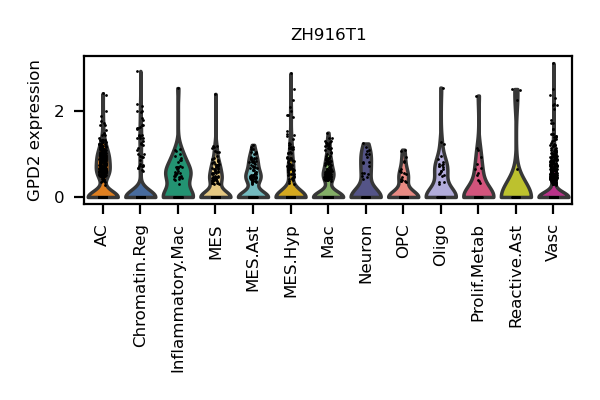 ZH916T1
GPD2 expression
2
0
AC
Chromatin.Reg
Inflammatory.Mac
MES
MES.Ast
MES.Hyp
Mac
Neuron
OPC
Oligo
Prolif.Metab
Reactive.Ast
Vasc